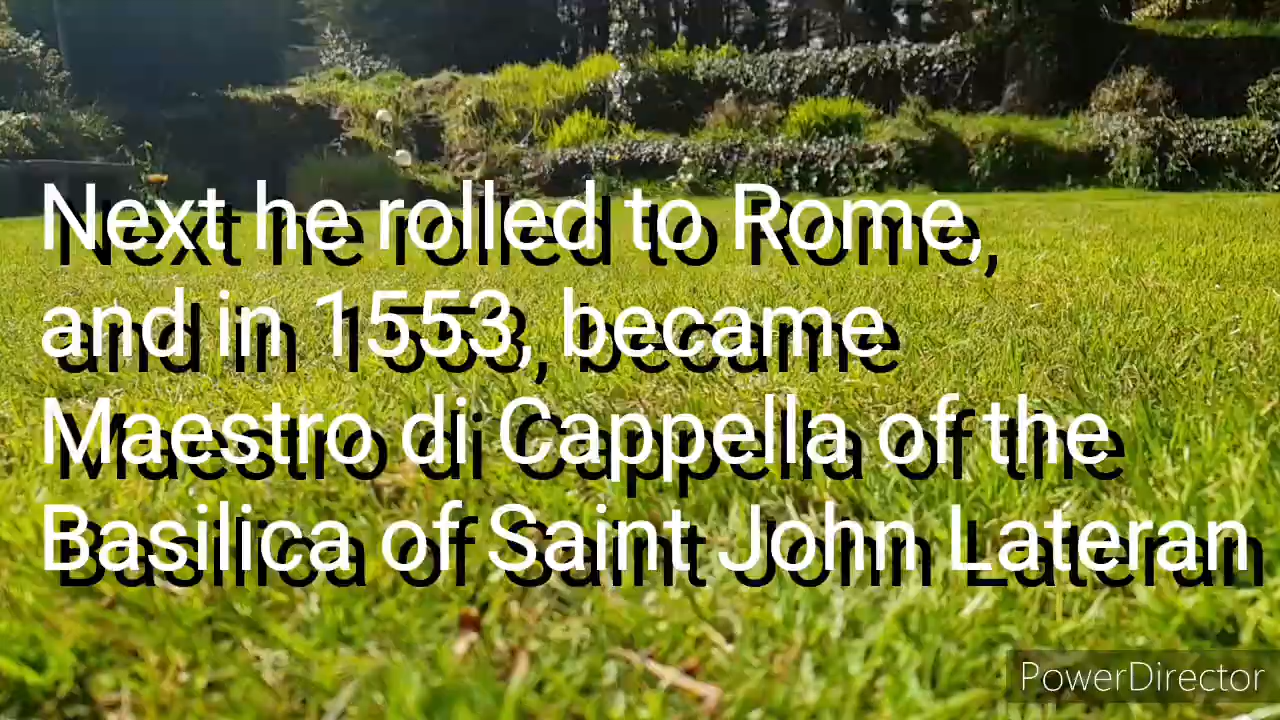 Next he rolled to Rome,
and in 1553, became
Maestro di Cappella of the
Basilica of Saint John Lateran
PowerDirector